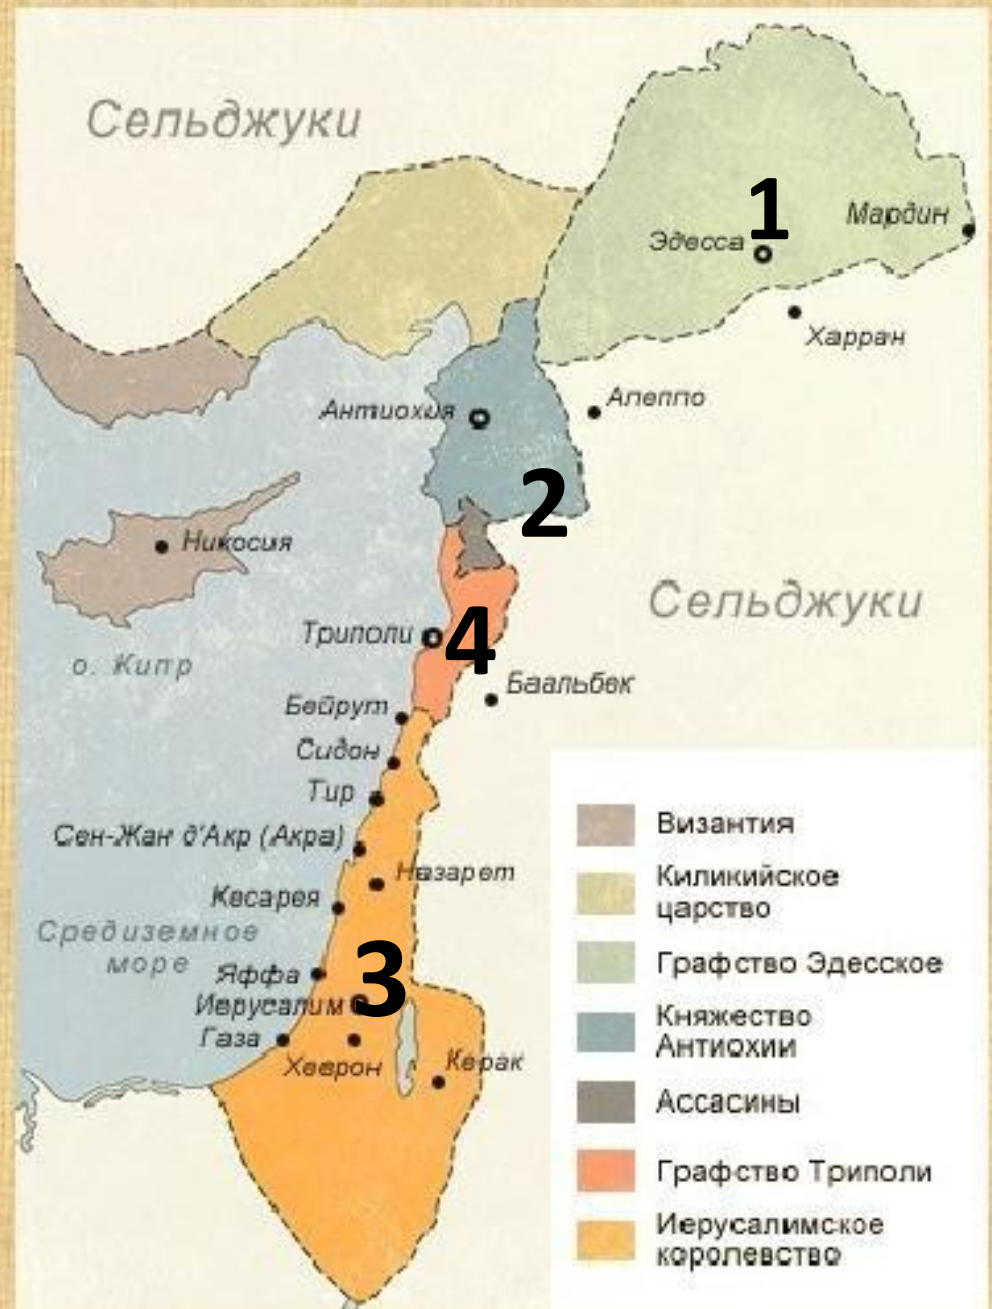 Сельджуки
1
Мардин
Эдесса
Харран
Алеппо
Антиохия
2
Никосия
Сельджуки
Триполи
4
о. Кипр
Баальбек
Бейрут
Сидон
Тир
Сен-Жан д'Акр (Акра)
Назарет
Кесарея
Средиземное
море
3
Яффа
Иерусалим
Газа
Хеврон
Керак
Византия
Киликийское
царство
Графство Эдесское
Княжество
Антиохии
Ассасины
Графство Триполи
Иерусалимское
королевство